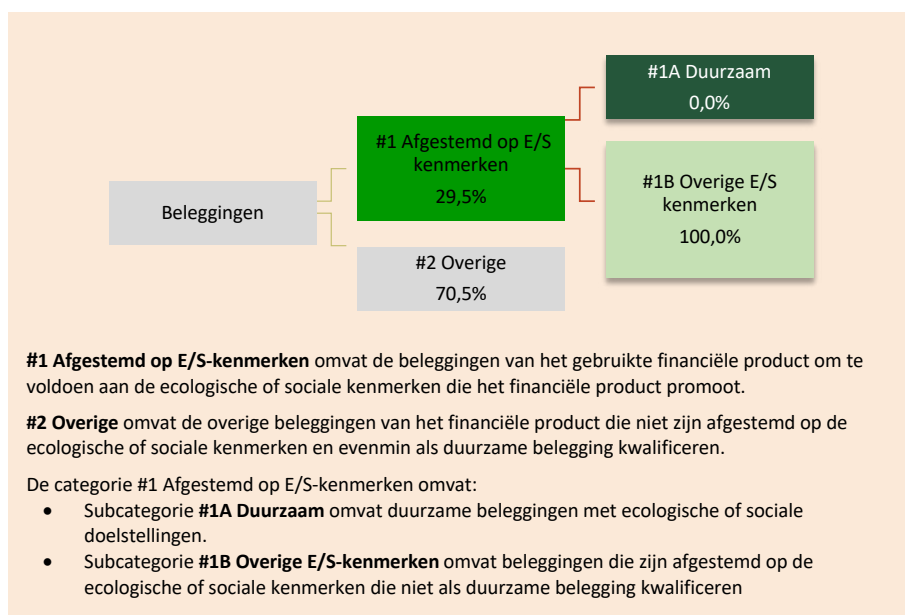 #1A Duurzaam
0,0%
#1 Afgestemd op E/S
kenmerken
29,5%
#1B Overige E/S
kenmerken
100,0%
Beleggingen
#2 Overige
70,5%
#1 Afgestemd op E/S-kenmerken omvat de beleggingen van het gebruikte financiële product om te
voldoen aan de ecologische of sociale kenmerken die het financiële product promoot.
#2 Overige omvat de overige beleggingen van het financiële product die niet zijn afgestemd op de
ecologische of sociale kenmerken en evenmin als duurzame belegging kwalificeren.
De categorie #1 Afgestemd op E/S-kenmerken omvat:
• Subcategorie #1A Duurzaam omvat duurzame beleggingen met ecologische of sociale
doelstellingen.
• Subcategorie #1B Overige E/S-kenmerken omvat beleggingen die zijn afgestemd op de
ecologische of sociale kenmerken die niet als duurzame belegging kwalificeren